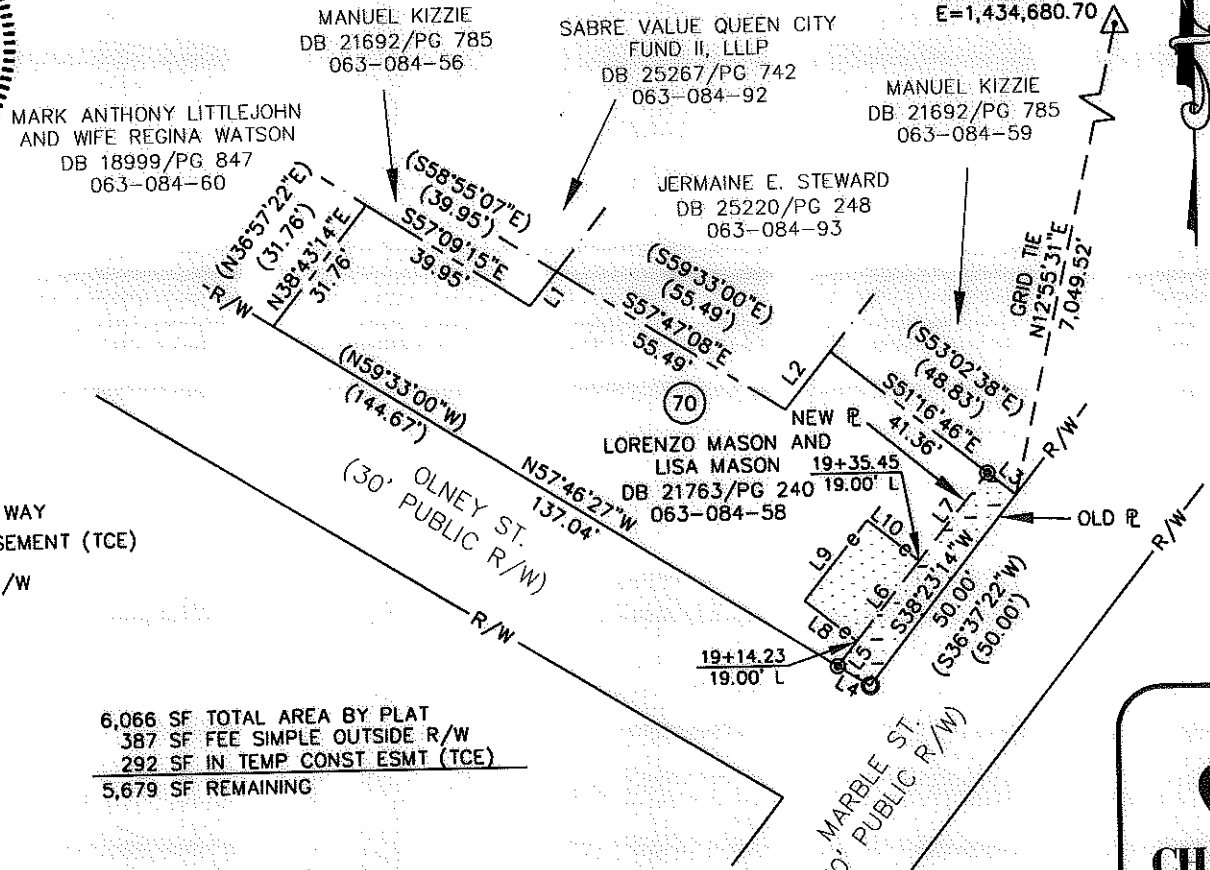 MANUEL KIZZIE
DB 21692/PG 785
063-084-56
SABRE VALUE QUEEN CITY
FUND II, LLLP
DB 25267/PG 742
063-084-92
E=1,434,680.70
MANUEL KIZZIE
DB 21692/PG 785
063-084-59
MARK ANTHONY LITTLEJOHN
AND WIFE REGINA WATSON
DB 18999/PG 847
063-084-60
JERMAINE E. STEWARD
DB 25220/PG 248
063-084-93
(N36°57'22"E)
(31.76')
N38°43'14"E
31.76'
(S58°55'07"E)
(39.95')
S57°09'15"E
39.95'
L1
(S59°33'00"E)
(55.49')
S57°47'08"E
55.49'
L2
(S53°02'38"E)
(48.83')
S51°16'46"E
41.36'
L3
GRID TIE
N12°55'31"E
7,049.52'
R/W
R/W
(N59°33'00"W)
(144.67')
N57°46'27"W
137.04'
OLNEY ST.
(30' PUBLIC R/W)
R/W
70
LORENZO MASON AND
LISA MASON
DB 21763/PG 240
063-084-58
NEW PL
19+35.45
19.00' L
OLD PL
R/W
L7
L10
e
e
L9
L6
L8
e
L5
L4
S38°23'14"W
50.00'
(S36°37'22"W)
(50.00')
19+14.23
19.00' L
MARBLE ST.
0' PUBLIC R/W)
WAY
SEMENT (TCE)
/W
6,066 SF TOTAL AREA BY PLAT
387 SF FEE SIMPLE OUTSIDE R/W
292 SF IN TEMP CONST ESMT (TCE)
5,679 SF REMAINING
CH